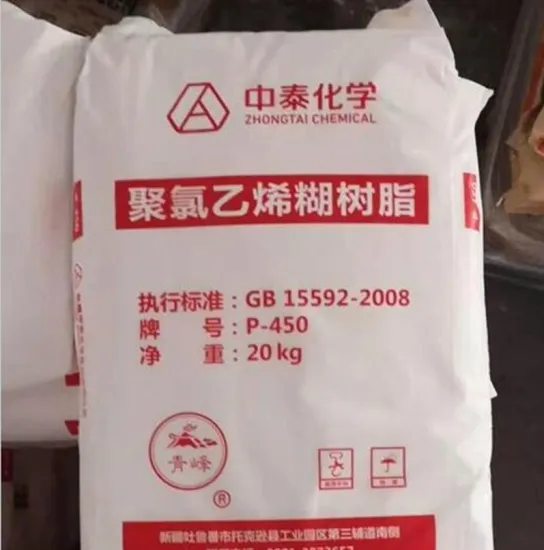 中泰化学
ZHONGTAI CHEMICAL
聚氯乙烯糊树脂
执行标准：GB 15592-2008
牌 号：P-450
净 重：20kg
青峰
®
新疆吐鲁番市托克逊县工业园区第三辅道南侧